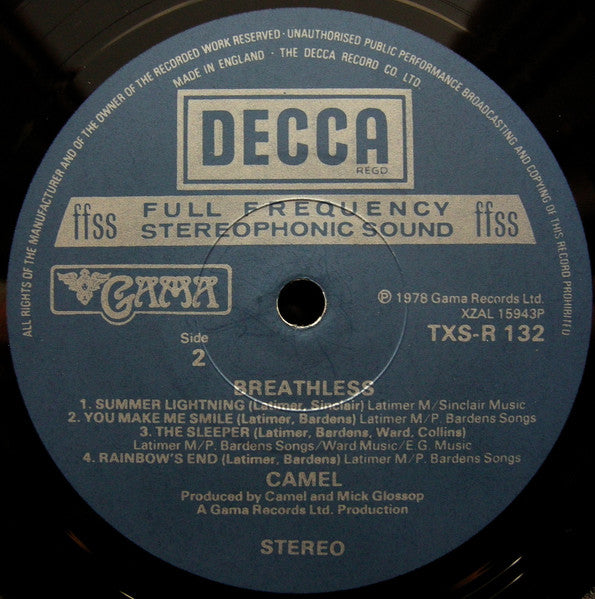 ALL RIGHTS OF THE MANUFACTURER AND OF THE OWNER OF THE RECORDED WORK RESERVED · UNAUTHORISED PUBLIC PERFORMANCE BROADCASTING AND COPYING OF THIS RECORD PROHIBITED
MADE IN ENGLAND · THE DECCA RECORD CO LTD.
DECCA
REGD.
ffss FULL FREQUENCY ffss
STEREOPHONIC SOUND
GAMA
℗ 1978 Gama Records Ltd.
XZAL 15943P
TXS-R 132
Side
2
BREATHLESS
1. SUMMER LIGHTNING (Latimer, Sinclair) Latimer M/Sinclair Music
2. YOU MAKE ME SMILE (Latimer, Bardens) Latimer M/P. Bardens Songs
3. THE SLEEPER (Latimer, Bardens, Ward. Collins)
Latimer M/P. Bardens Songs/Ward Music/E.G. Music
4. RAINBOW'S END (Latimer, Bardens) Latimer M/P. Bardens Songs
CAMEL
Produced by Camel and Mick Glossop
A Gama Records Ltd. Production
STEREO